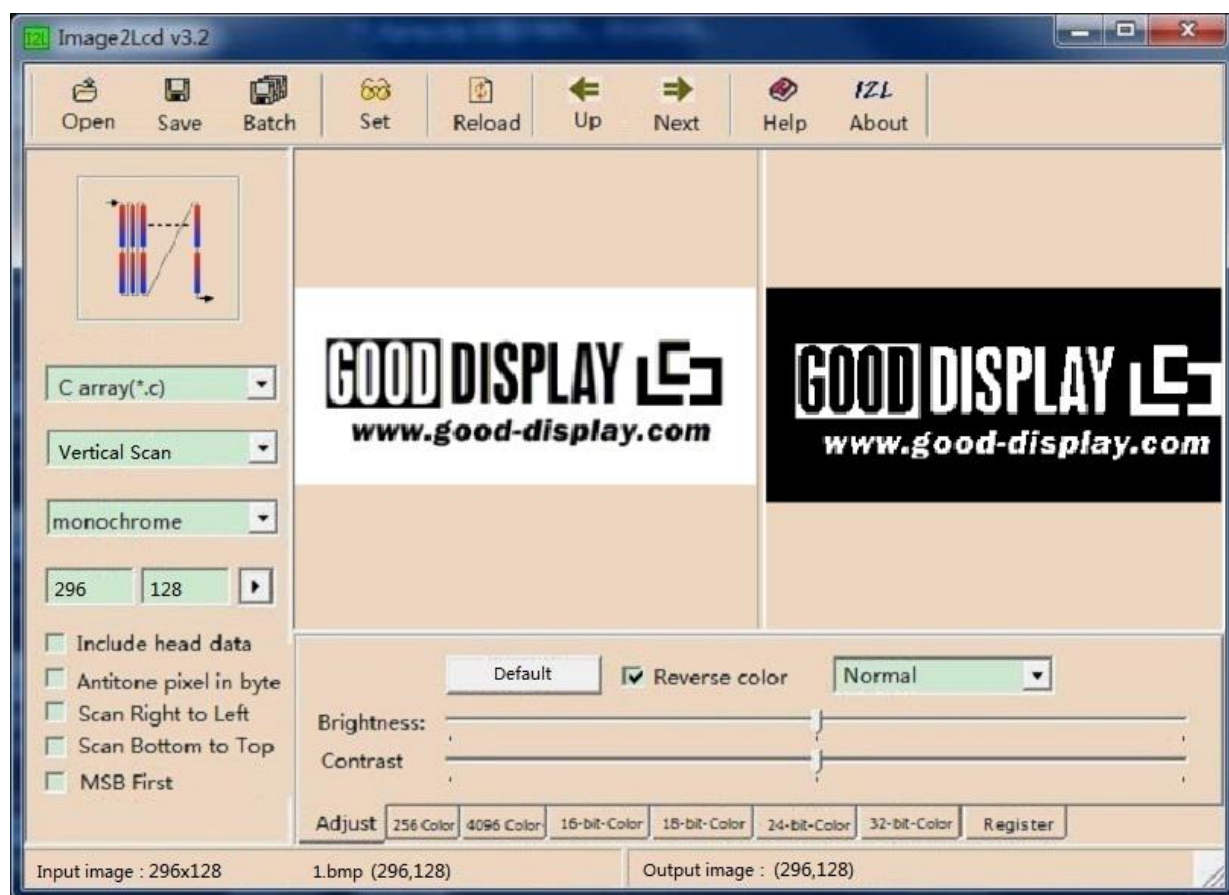 I2L Image2Lcd v3.2
Open Save Batch Set Reload Up Next Help About
I2L
C array(*.c)
Vertical Scan
monochrome
296 128
Include head data
Antitone pixel in byte
Scan Right to Left
Scan Bottom to Top
MSB First
GOOD DISPLAY
www.good-display.com
GOOD DISPLAY
www.good-display.com
Default Reverse color Normal
Brightness:
Contrast
Adjust 256 Color 4096 Color 16-bit-Color 18-bit-Color 24-bit-Color 32-bit-Color Register
Input image : 296x128 1.bmp (296,128) Output image : (296,128)